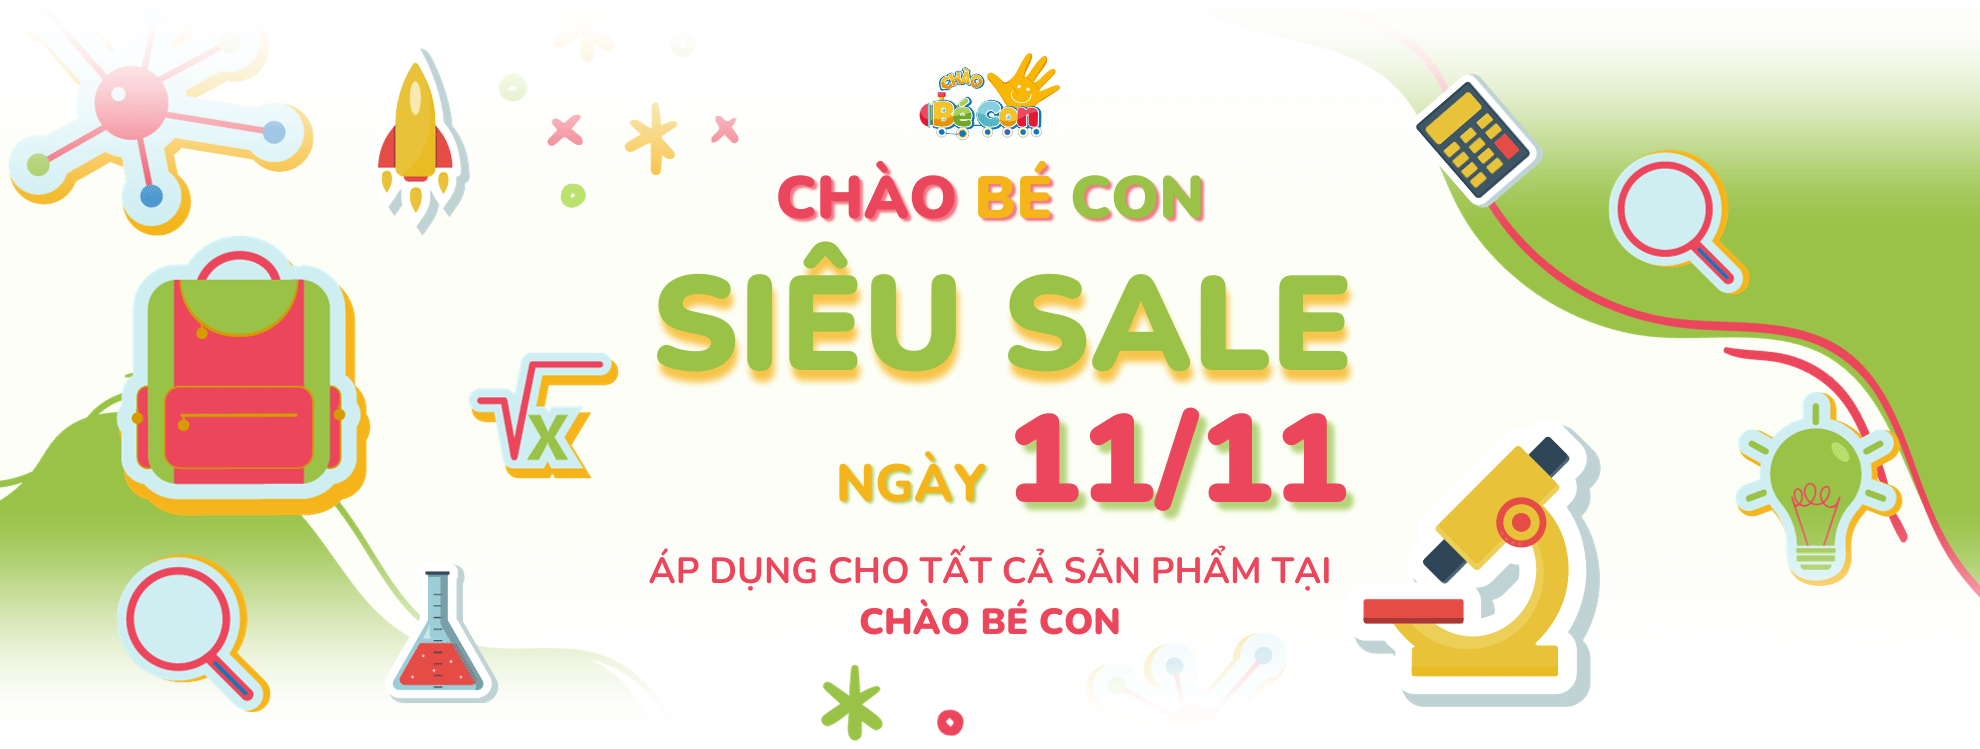 CHÀO
Bé Con
CHÀO BÉ CON
SIÊU SALE
NGÀY 11/11
ÁP DỤNG CHO TẤT CẢ SẢN PHẨM TẠI
CHÀO BÉ CON
√x